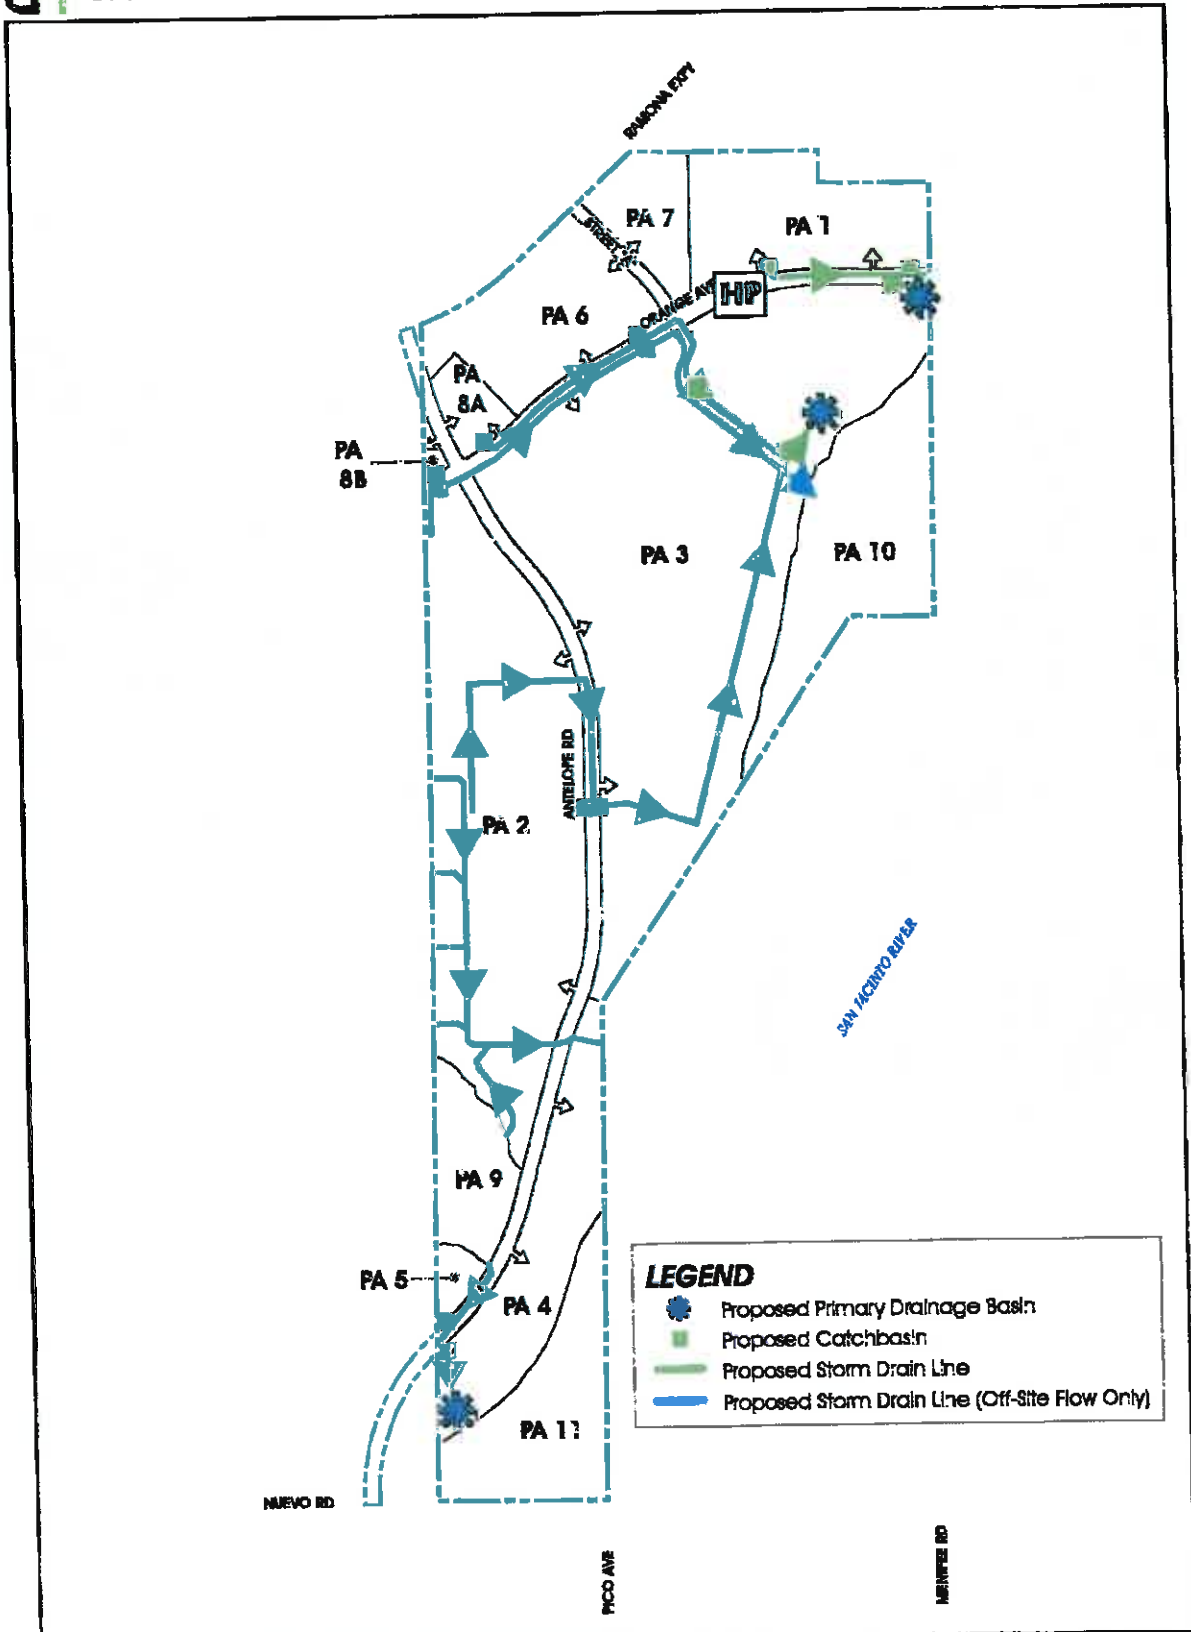 RAMONA EXPY
PA 7
PA 1
STREET
ORANGE AVE
HP
PA 6
PA
8A
PA
8B
PA 3
PA 10
ANTELOPE RD
PA 2
SAN JACINTO RIVER
PA 9
PA 5
PA 4
PA 11
LEGEND
Proposed Primary Drainage Basin
Proposed Catchbasin
Proposed Storm Drain Line
Proposed Storm Drain Line (Off-Site Flow Only)
NUEVO RD
PICO AVE
MENIFEE RD